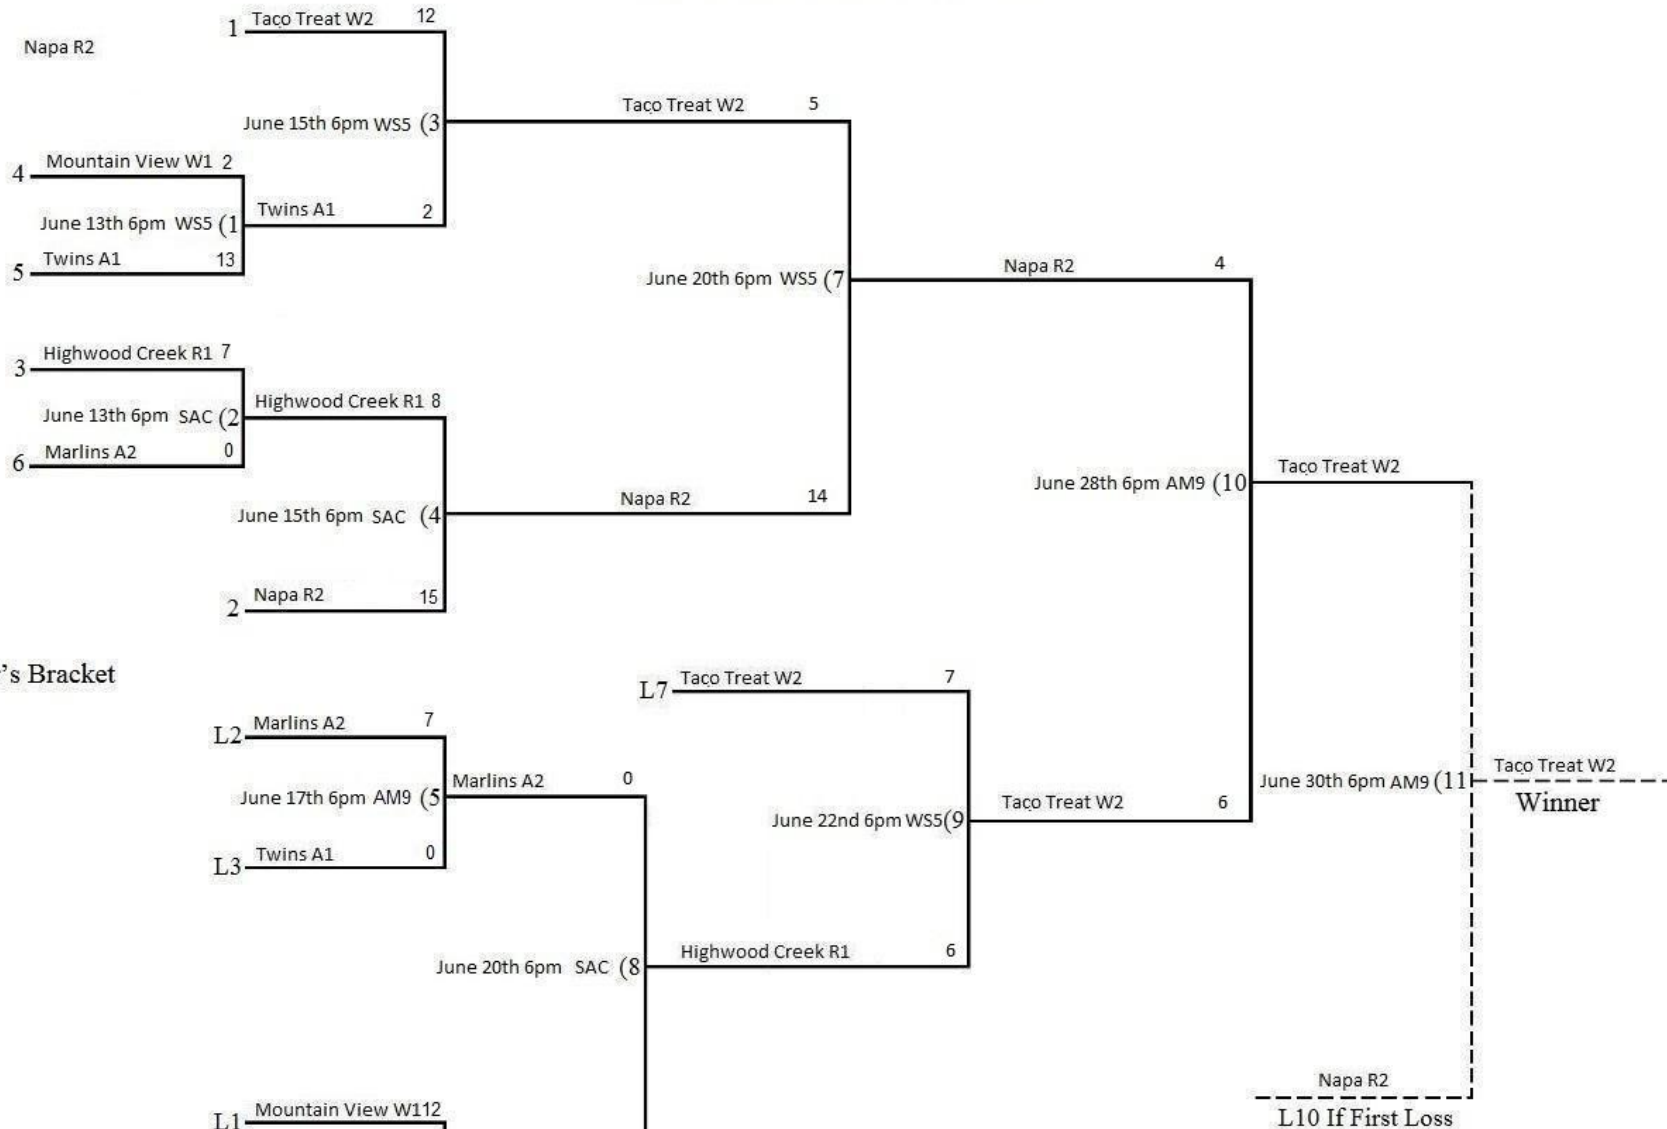 1 Taco Treat W2 12
Napa R2
Taco Treat W2 5
June 15th 6pm WS5 (3
4 Mountain View W1 2
June 13th 6pm WS5 (1
Twins A1 2
5 Twins A1 13
Napa R2 4
June 20th 6pm WS5 (7
3 Highwood Creek R1 7
Highwood Creek R1 8
June 13th 6pm SAC (2
6 Marlins A2 0
Taco Treat W2
June 28th 6pm AM9 (10
Napa R2 14
June 15th 6pm SAC (4
2 Napa R2 15
's Bracket
L7 Taco Treat W2 7
L2 Marlins A2 7
Marlins A2 0
June 17th 6pm AM9 (5
Taco Treat W2
June 30th 6pm AM9 (11
Winner
Taco Treat W2 6
June 22nd 6pm WS5(9
L3 Twins A1 0
Highwood Creek R1 6
June 20th 6pm SAC (8
Napa R2
L10 If First Loss
L1 Mountain View W112